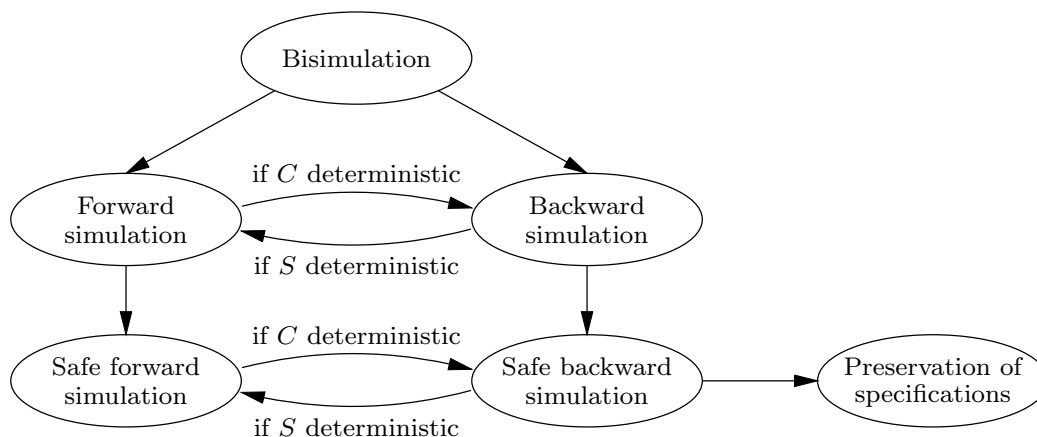 Bisimulation
if C deterministic
Forward
simulation
Backward
simulation
if S deterministic
if C deterministic
Safe forward
simulation
Safe backward
simulation
Preservation of
specifications
if S deterministic